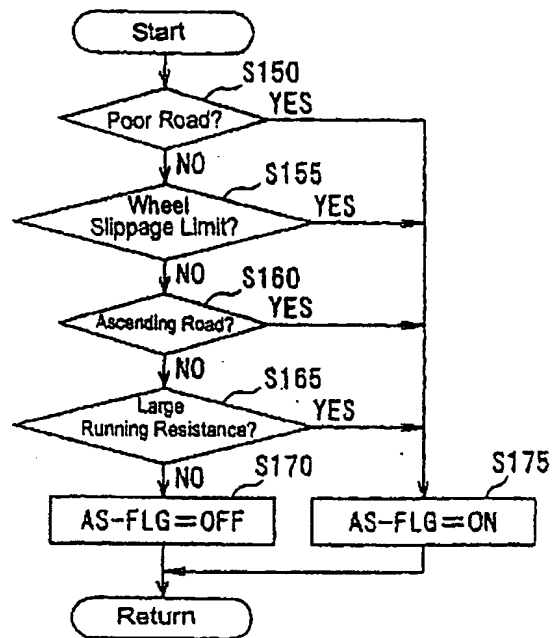 Start
S150
Poor Road?
YES
NO
S155
Wheel
Slippage Limit?
YES
NO
S160
Ascending Road?
YES
NO
S165
Large
Running Resistance?
YES
NO
S170
AS-FLG=OFF
S175
AS-FLG=ON
Return